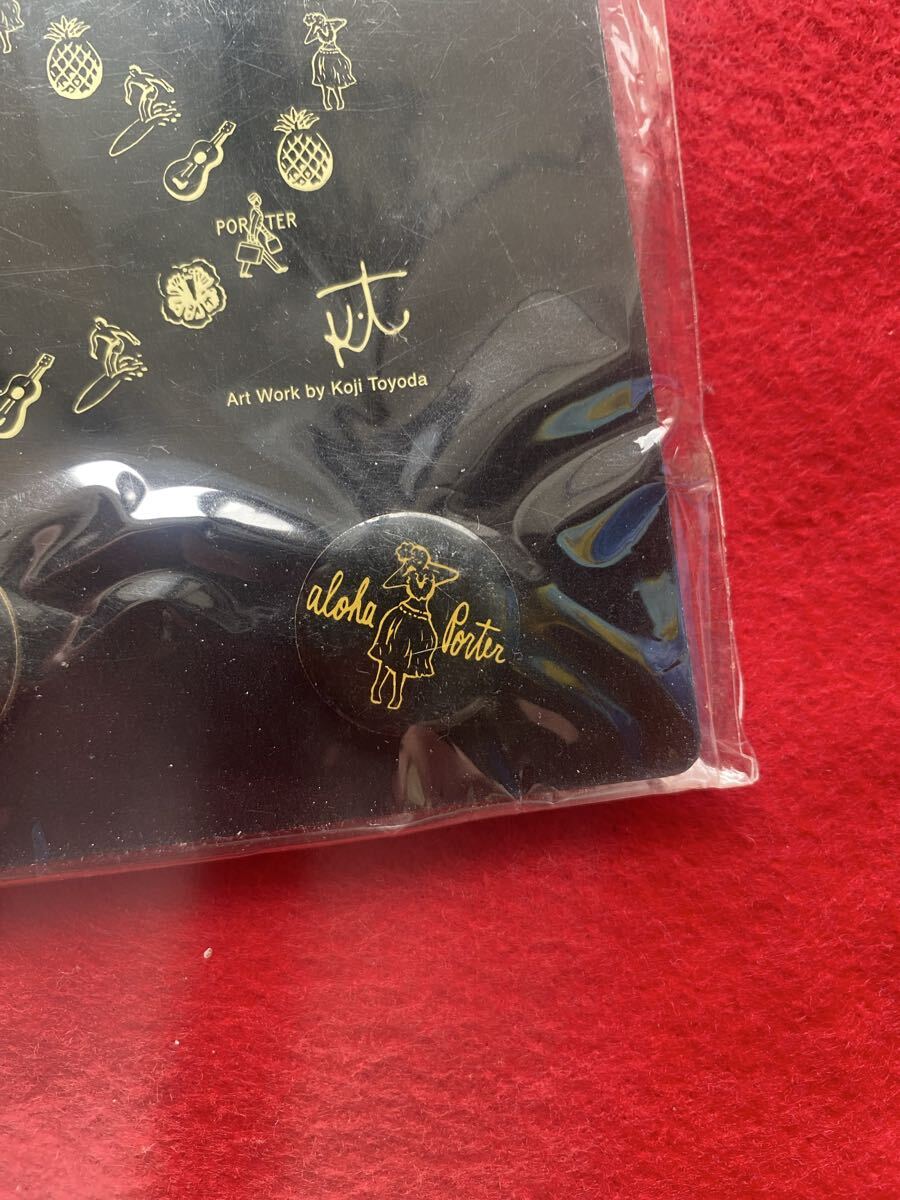 PORTER
K.t
Art Work by Koji Toyoda
aloha Porter